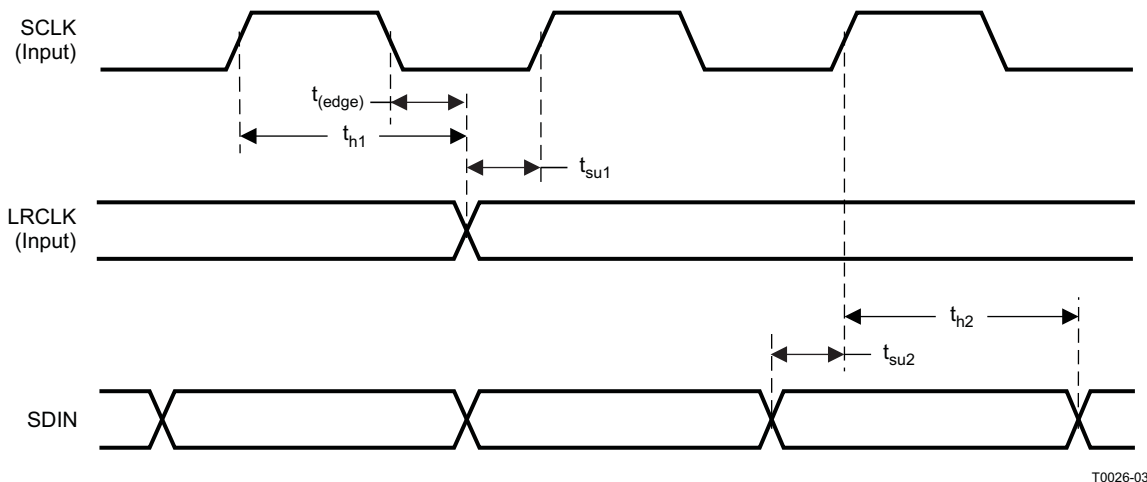 SCLK
(Input)
t(edge)
th1
tsu1
LRCLK
(Input)
th2
tsu2
SDIN
T0026-03